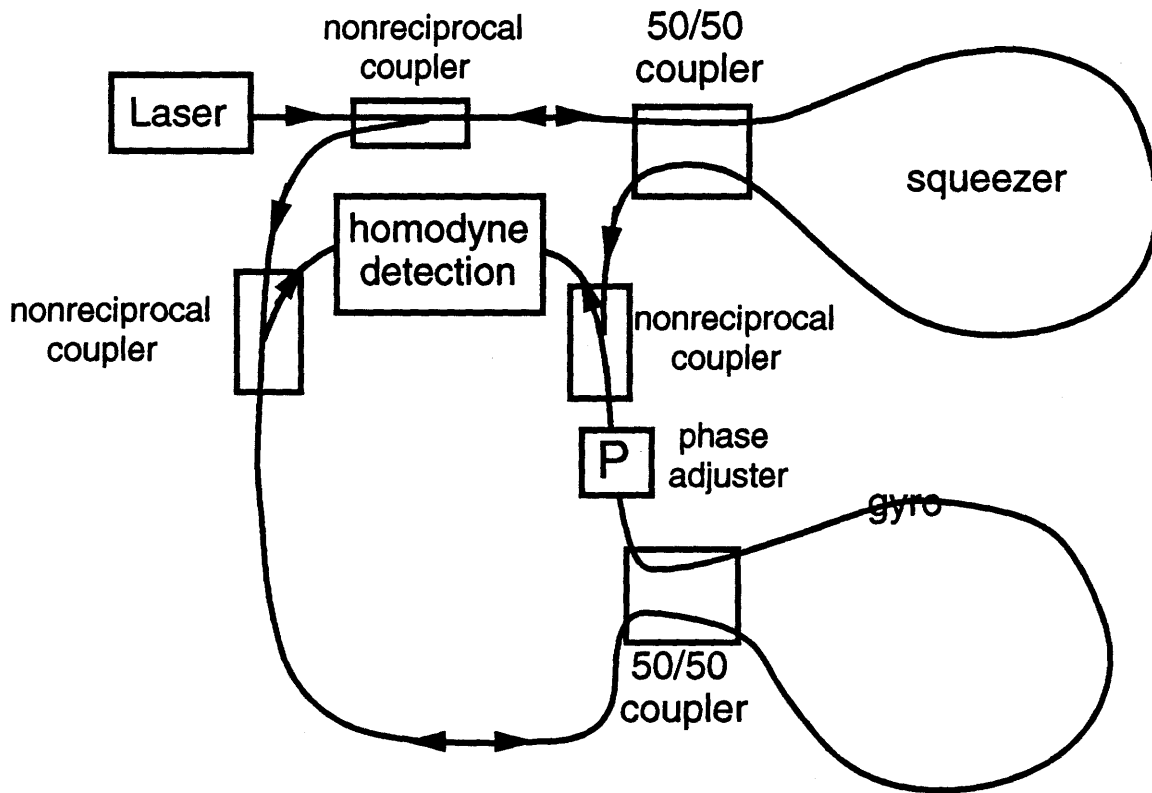 nonreciprocal
coupler
50/50
coupler
Laser
squeezer
homodyne
detection
nonreciprocal
coupler
nonreciprocal
coupler
P
phase
adjuster
gyro
50/50
coupler